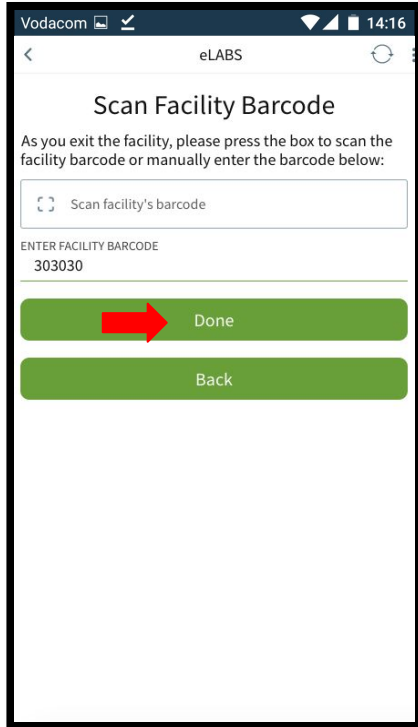 Vodacom 14:16
eLABS
Scan Facility Barcode
As you exit the facility, please press the box to scan the
facility barcode or manually enter the barcode below:
Scan facility's barcode
ENTER FACILITY BARCODE
303030
Done
Back